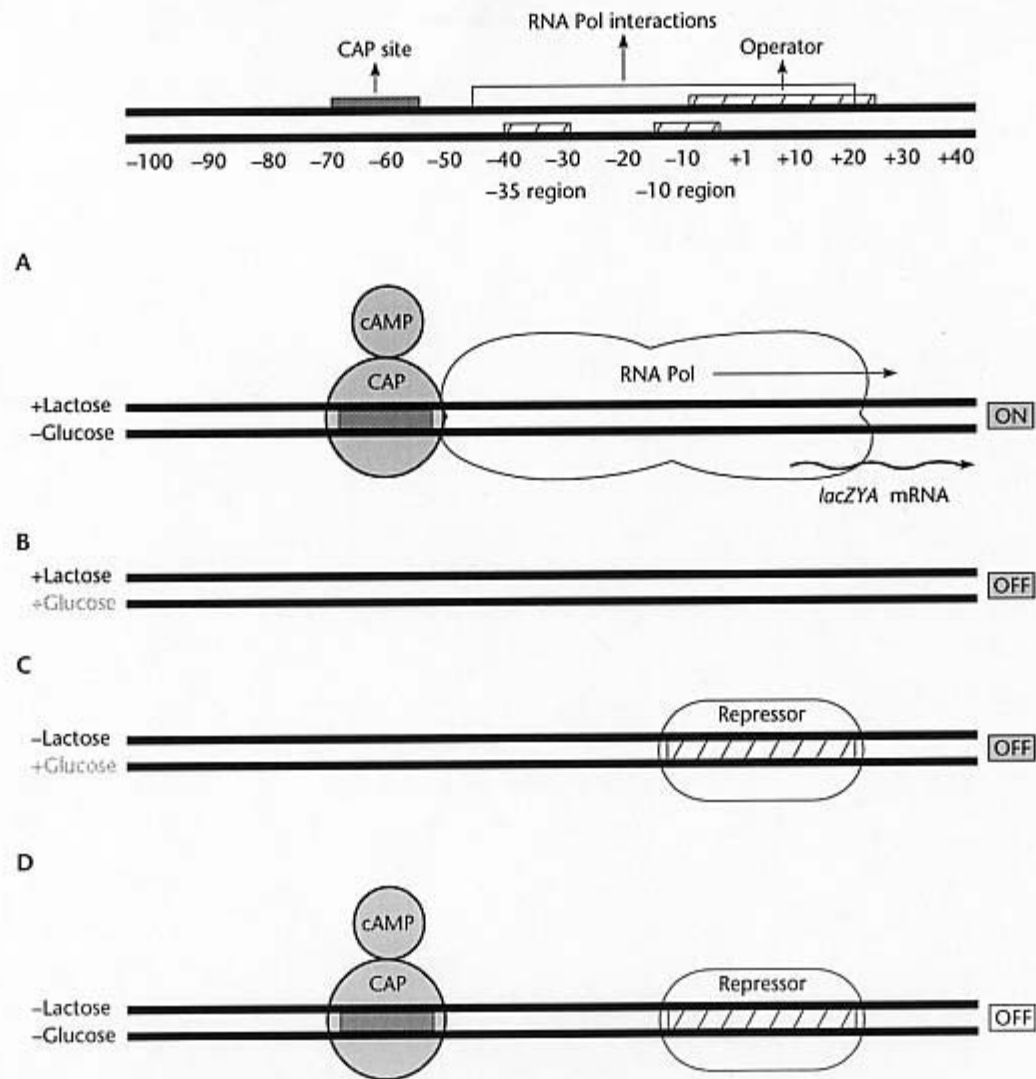 RNA Pol interactions
CAP site
Operator
–100 –90 –80 –70 –60 –50 –40 –30 –20 –10 +1 +10 +20 +30 +40
–35 region –10 region
A
cAMP
CAP
RNA Pol
+Lactose
–Glucose
ON
lacZYA mRNA
B
+Lactose
+Glucose
OFF
C
Repressor
–Lactose
+Glucose
OFF
D
cAMP
CAP
Repressor
–Lactose
–Glucose
OFF